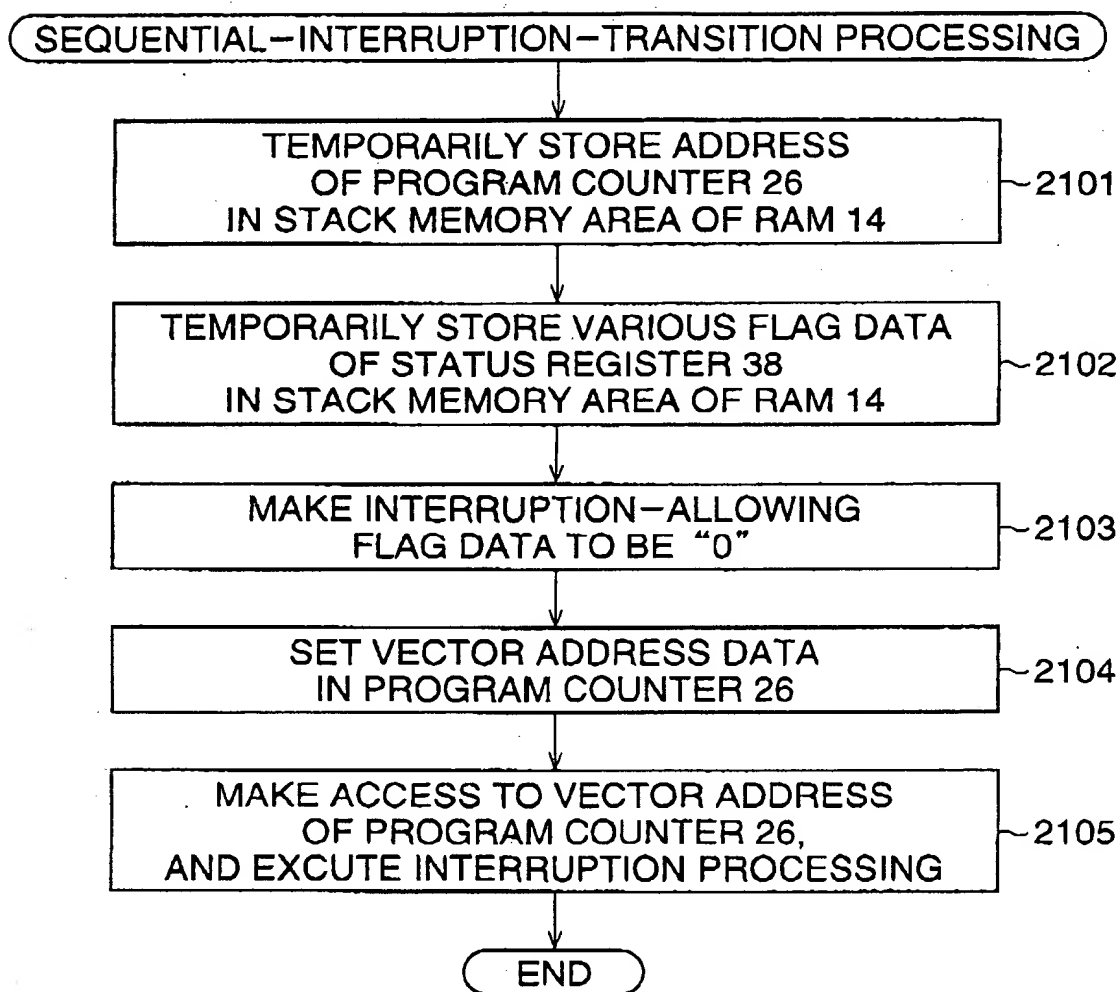 SEQUENTIAL–INTERRUPTION–TRANSITION PROCESSING
TEMPORARILY STORE ADDRESS
OF PROGRAM COUNTER 26
IN STACK MEMORY AREA OF RAM 14
~2101
TEMPORARILY STORE VARIOUS FLAG DATA
OF STATUS REGISTER 38
IN STACK MEMORY AREA OF RAM 14
~2102
MAKE INTERRUPTION–ALLOWING
FLAG DATA TO BE “0”
~2103
SET VECTOR ADDRESS DATA
IN PROGRAM COUNTER 26
~2104
MAKE ACCESS TO VECTOR ADDRESS
OF PROGRAM COUNTER 26,
AND EXCUTE INTERRUPTION PROCESSING
~2105
END